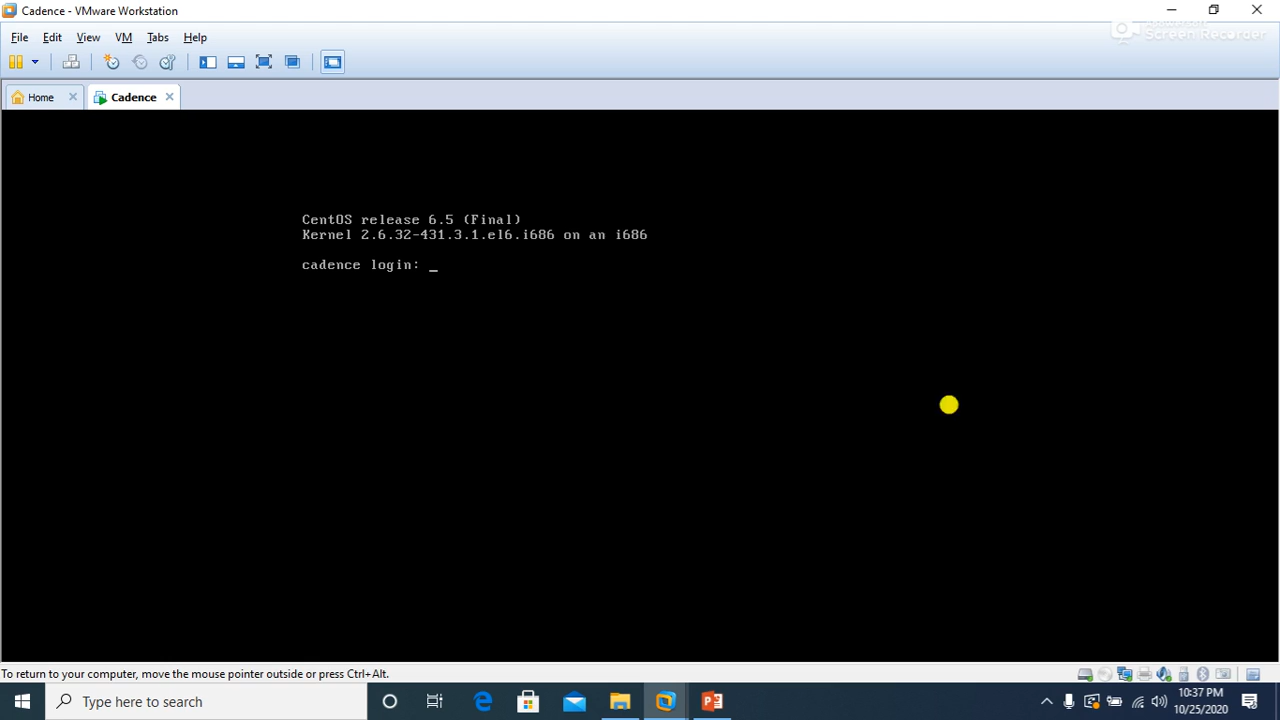 Cadence - VMware Workstation
File Edit View VM Tabs Help
ScreenRecorder
Home
Cadence
CentOS release 6.5 (Final)
Kernel 2.6.32-431.3.1.el6.i686 on an i686
cadence login: _
To return to your computer, move the mouse pointer outside or press Ctrl+Alt.
Type here to search
10:37 PM
10/25/2020